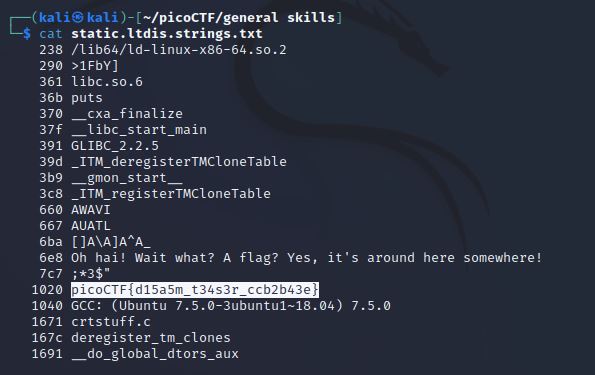 ┌──(kali㉿kali)-[~/picoCTF/general skills]
└─$ cat static.ltdis.strings.txt
238 /lib64/ld-linux-x86-64.so.2
290 >1FbY]
361 libc.so.6
36b puts
370 __cxa_finalize
37f __libc_start_main
391 GLIBC_2.2.5
39d _ITM_deregisterTMCloneTable
3b9 __gmon_start__
3c8 _ITM_registerTMCloneTable
660 AWAVI
667 AUATL
6ba []A\A]A^A_
6e8 Oh hai! Wait what? A flag? Yes, it's around here somewhere!
7c7 ;*3$"
1020 picoCTF{d15a5m_t34s3r_ccb2b43e}
1040 GCC: (Ubuntu 7.5.0-3ubuntu1~18.04) 7.5.0
1671 crtstuff.c
167c deregister_tm_clones
1691 __do_global_dtors_aux